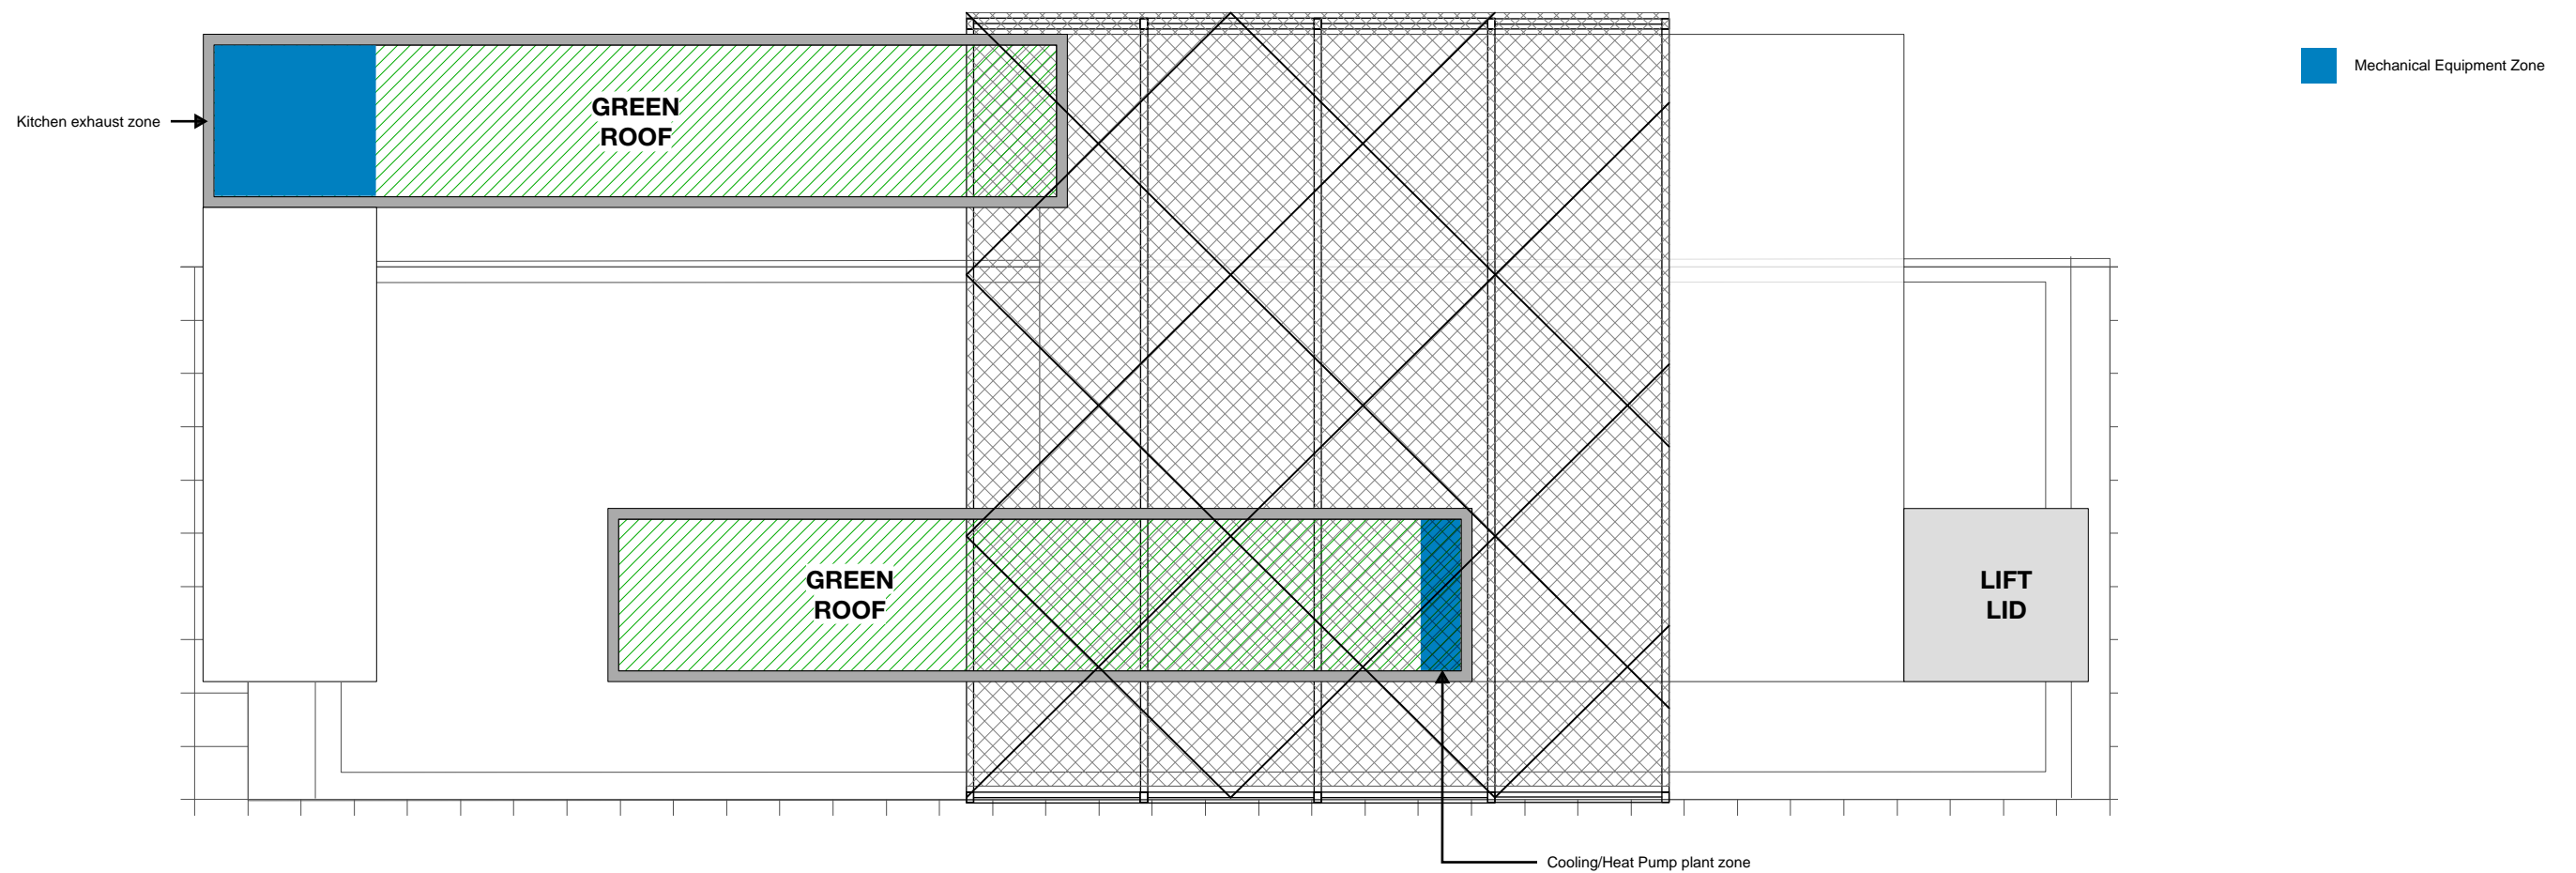 Mechanical Equipment Zone
GREEN
ROOF
Kitchen exhaust zone
GREEN
ROOF
LIFT
LID
Cooling/Heat Pump plant zone